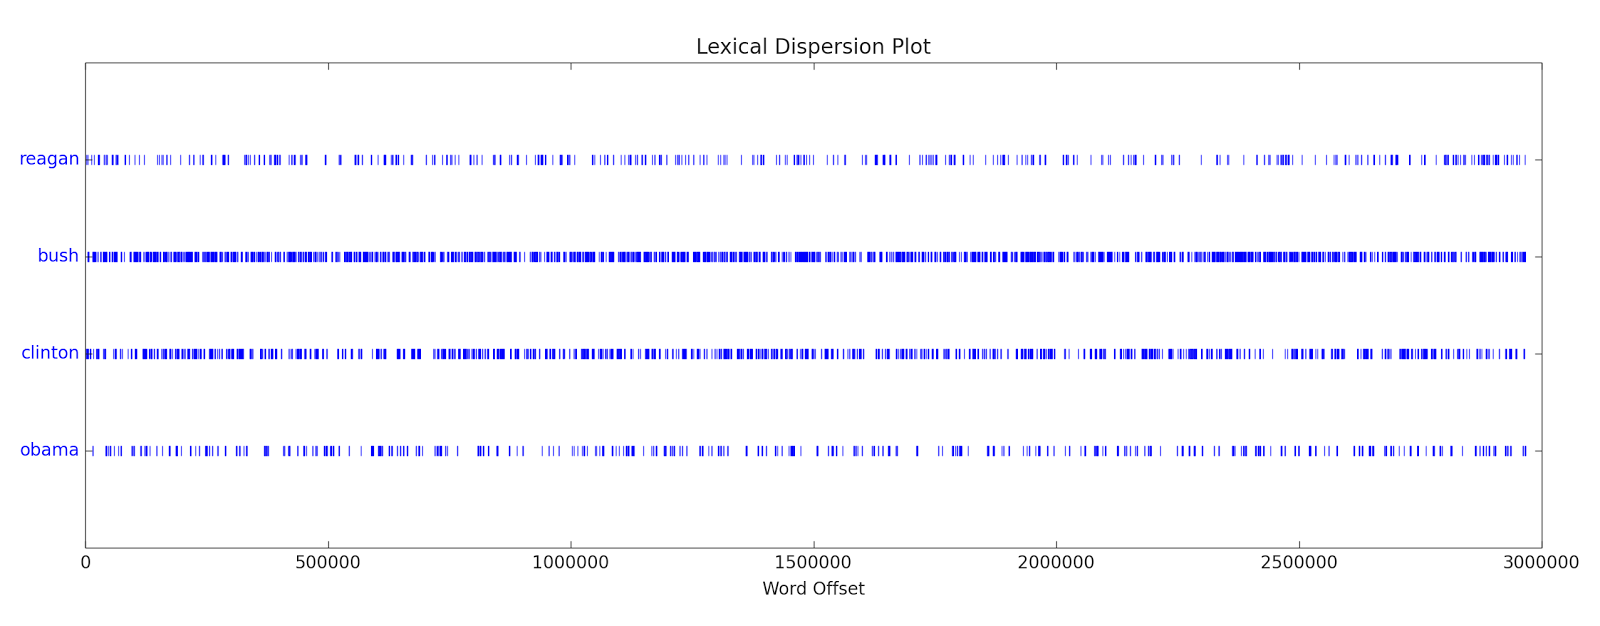 Lexical Dispersion Plot
reagan
bush
clinton
obama
0 500000 1000000 1500000 2000000 2500000 3000000
Word Offset